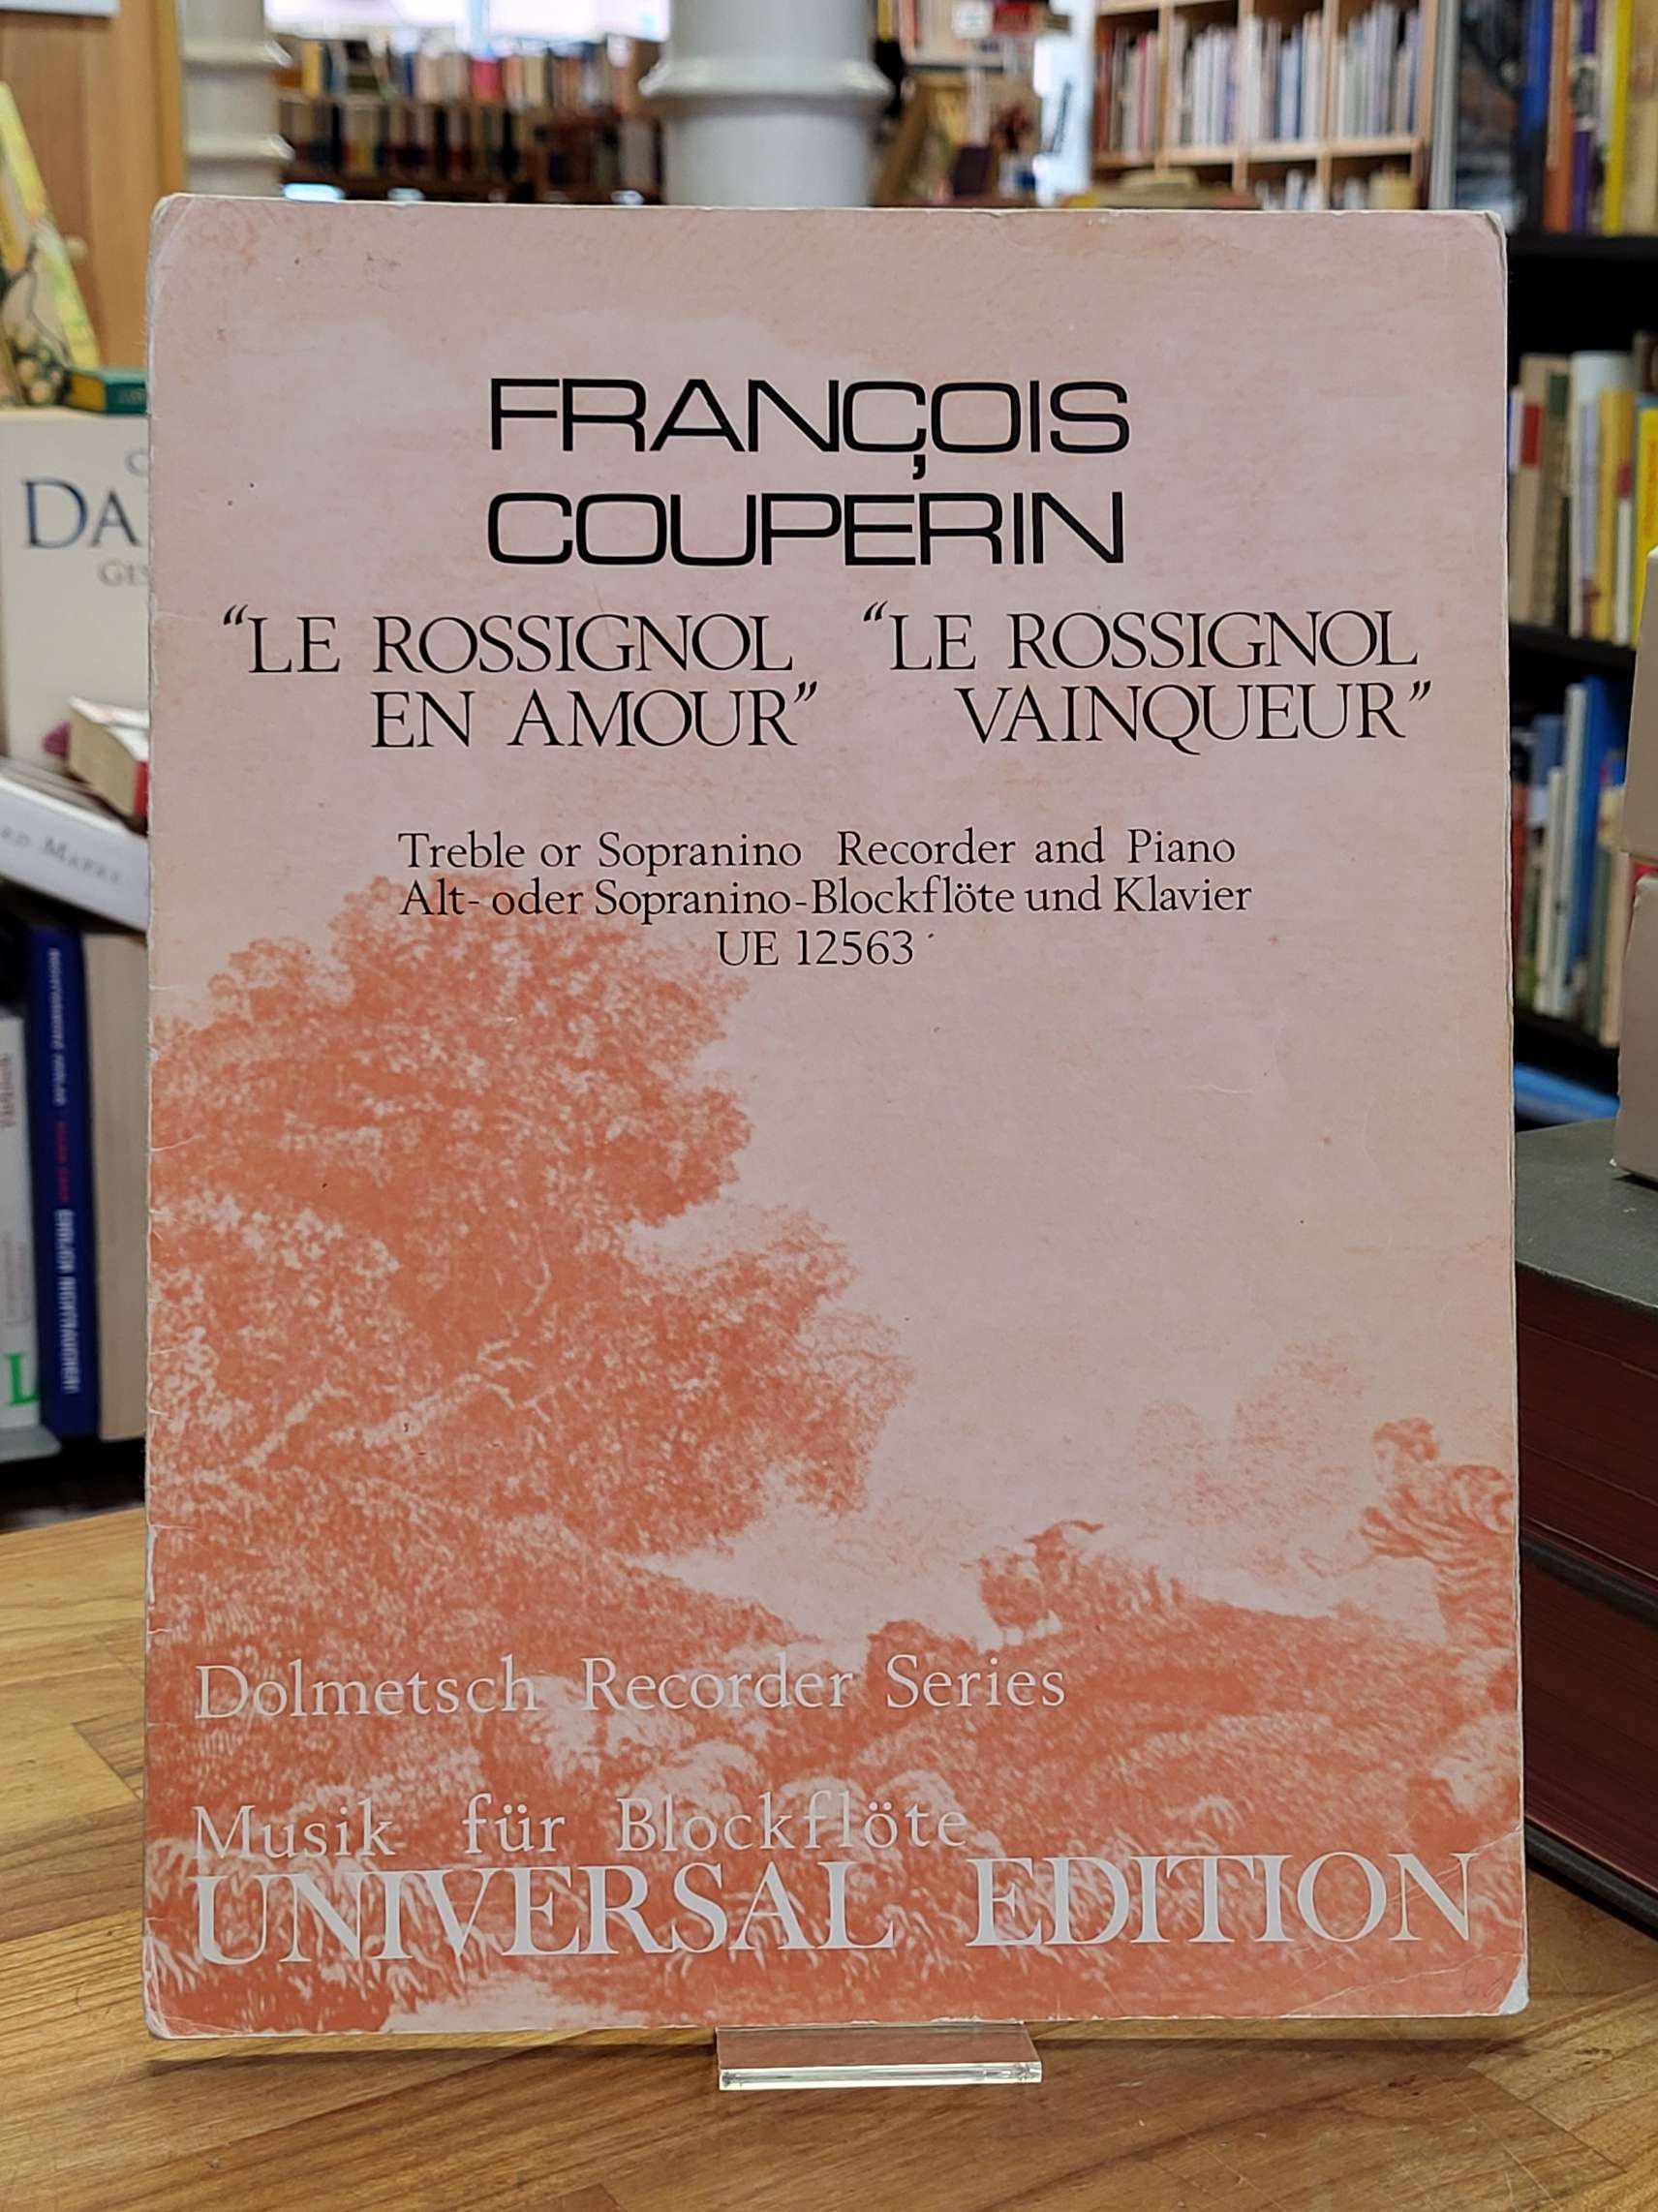 FRANÇOIS
COUPERIN
“LE ROSSIGNOL
EN AMOUR”
“LE ROSSIGNOL
VAINQUEUR”
Treble or Sopranino Recorder and Piano
Alt- oder Sopranino-Blockflöte und Klavier
UE 12563
Dolmetsch Recorder Series
Musik für Blockflöte
UNIVERSAL EDITION
DA